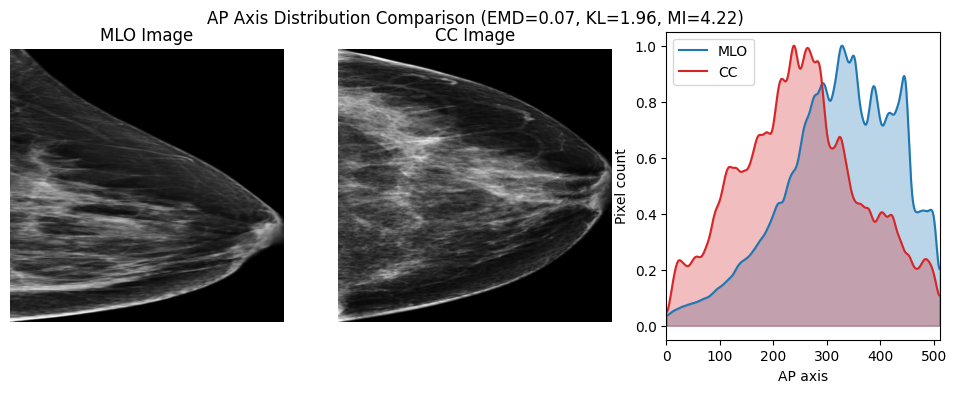 AP Axis Distribution Comparison (EMD=0.07, KL=1.96, MI=4.22)
MLO Image
CC Image
MLO
CC
Pixel count
1.0
0.8
0.6
0.4
0.2
0.0
0 100 200 300 400 500
AP axis